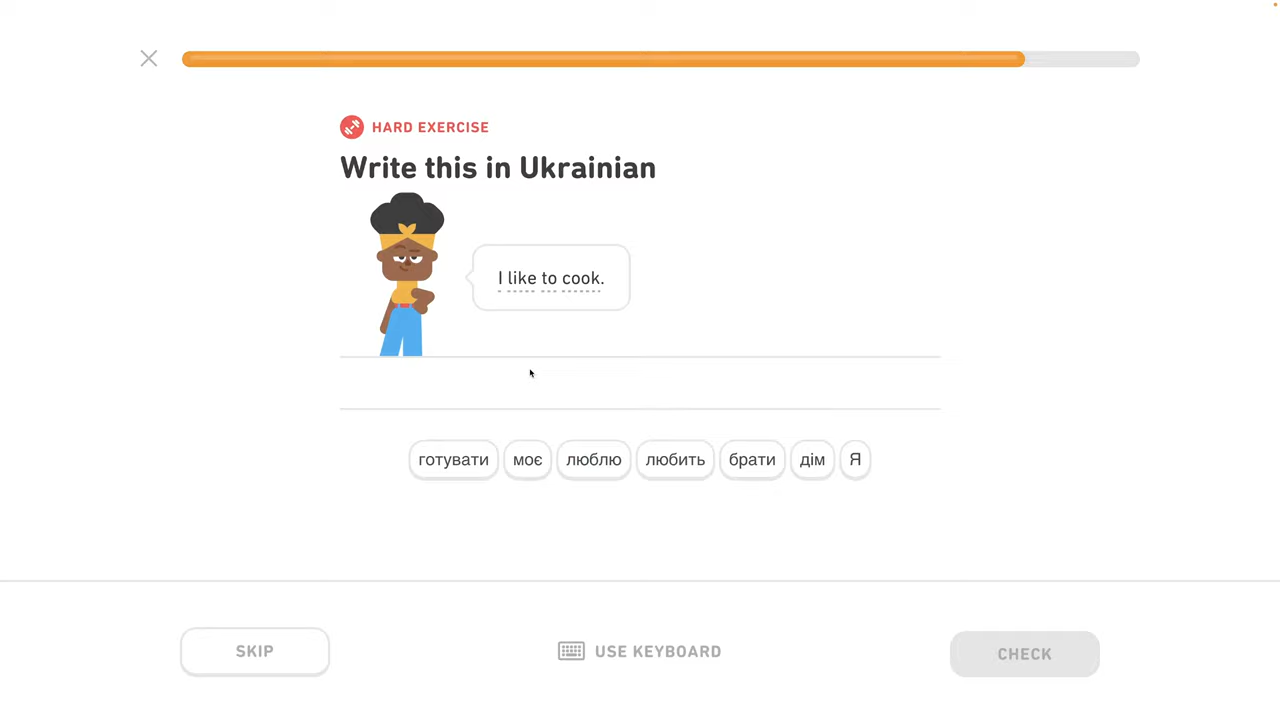 HARD EXERCISE
Write this in Ukrainian
I like to cook.
готувати моє люблю любить брати дім Я
SKIP USE KEYBOARD CHECK